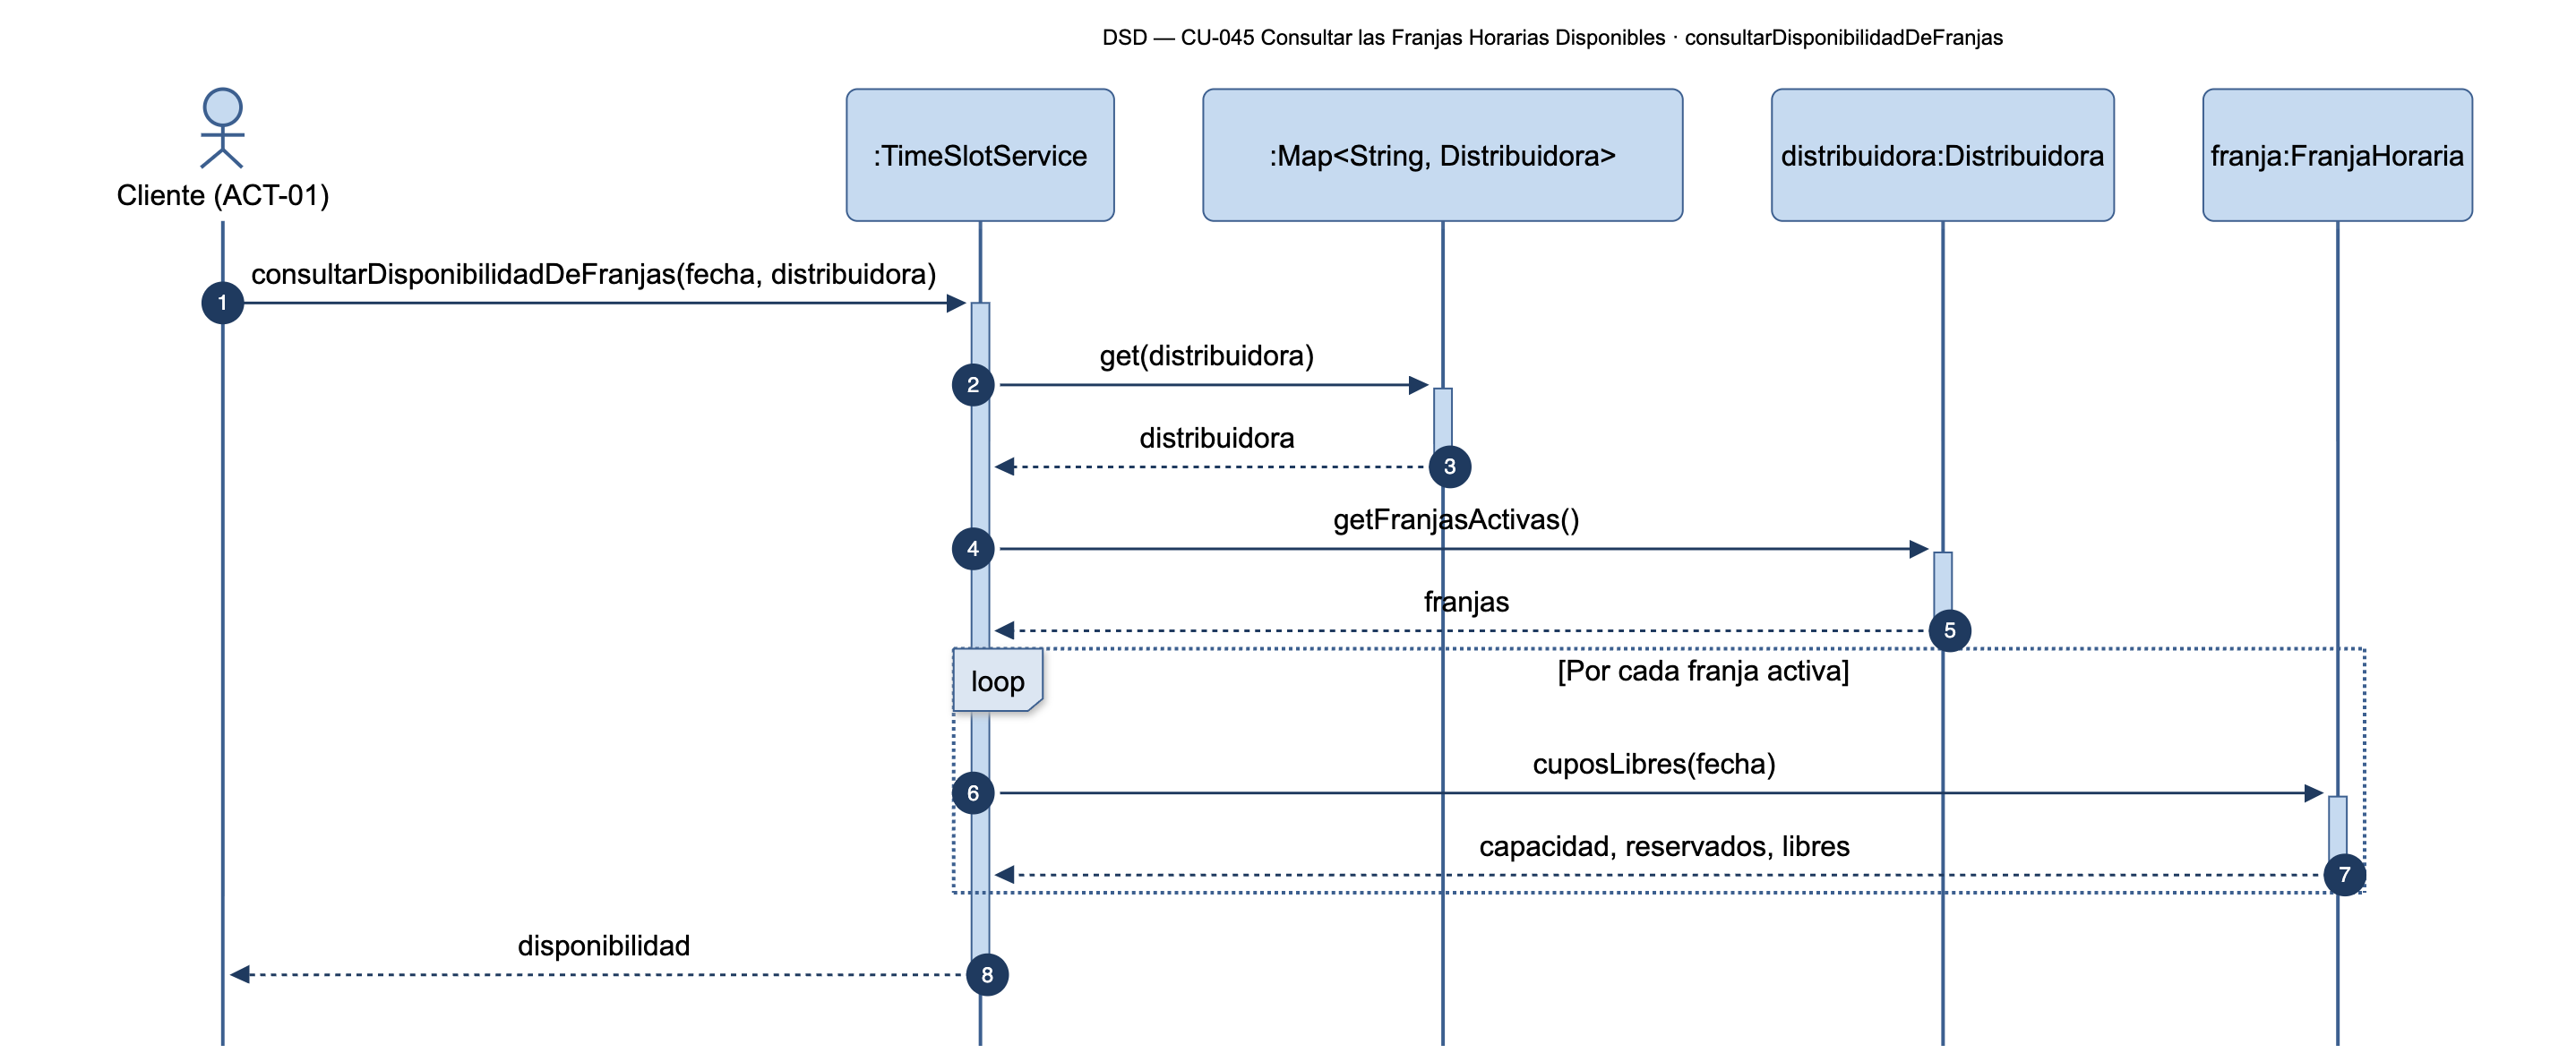 DSD — CU-045 Consultar las Franjas Horarias Disponibles · consultarDisponibilidadDeFranjas
Cliente (ACT-01)
:TimeSlotService
:Map<String, Distribuidora>
distribuidora:Distribuidora
franja:FranjaHoraria
consultarDisponibilidadDeFranjas(fecha, distribuidora)
1
get(distribuidora)
2
distribuidora
3
getFranjasActivas()
4
franjas
5
loop
[Por cada franja activa]
cuposLibres(fecha)
6
capacidad, reservados, libres
7
disponibilidad
8